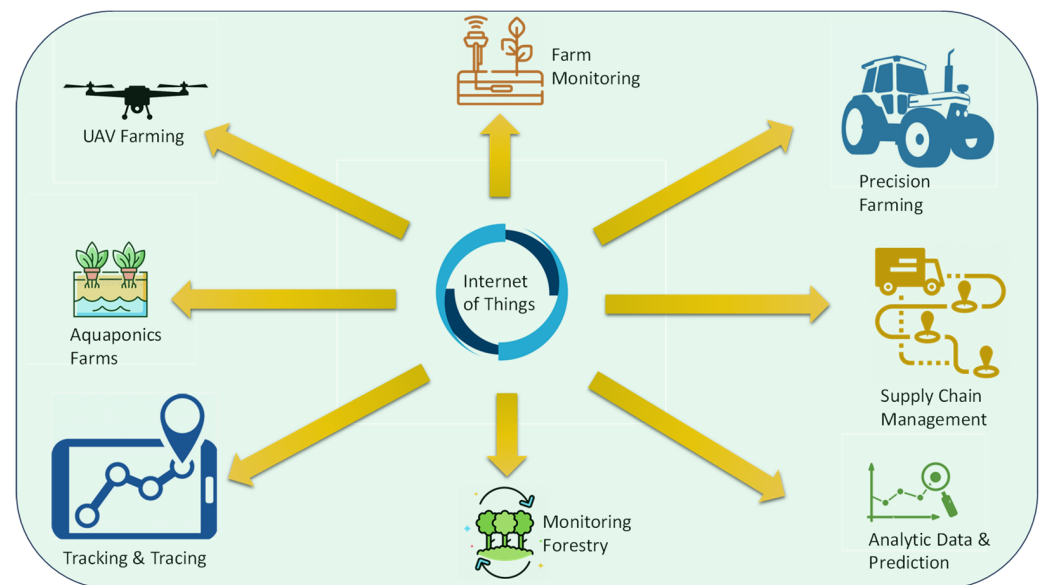 Farm
Monitoring
UAV Farming
Precision
Farming
Internet
of Things
Aquaponics
Farms
Supply Chain
Management
Tracking & Tracing
Monitoring
Forestry
Analytic Data &
Prediction